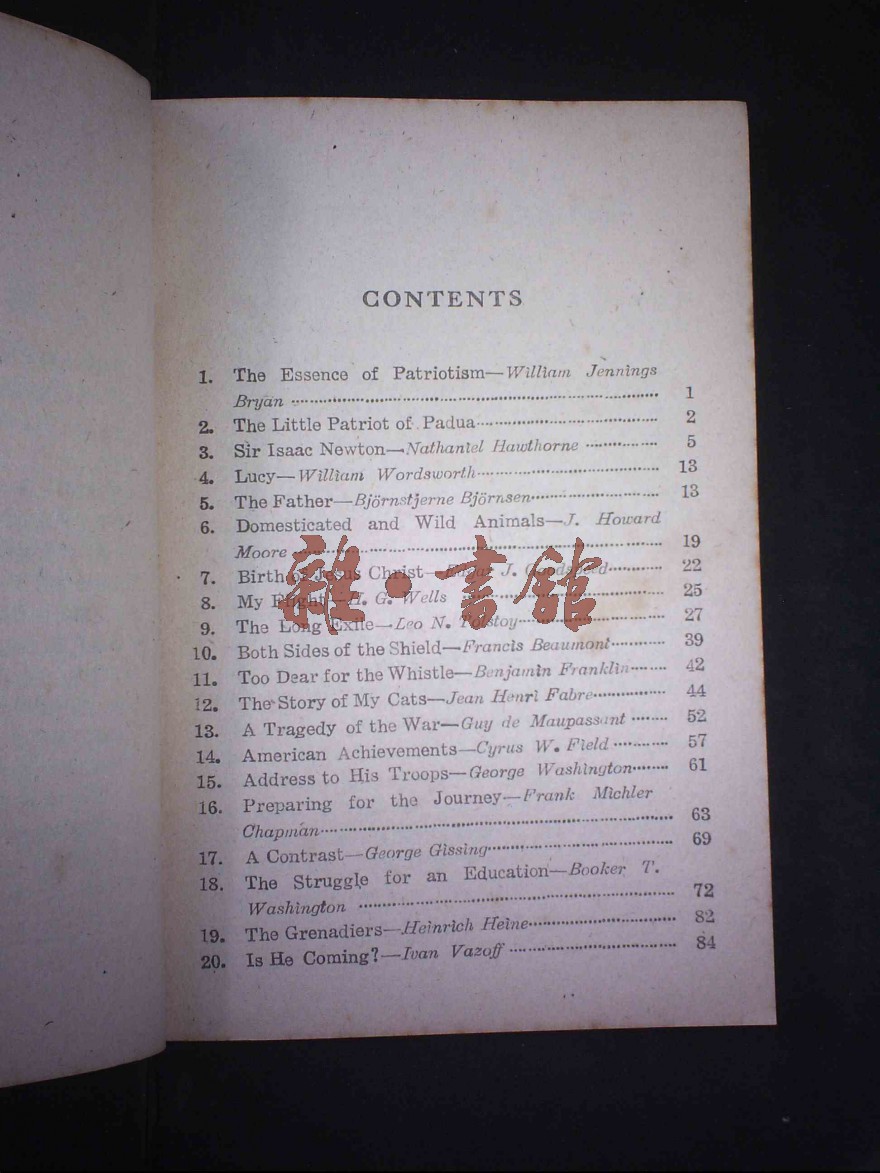 CONTENTS
1. The Essence of Patriotism—William Jennings
Bryan 1
2. The Little Patriot of Padua 2
3. Sir Isaac Newton—Nathaniel Hawthorne 5
4. Lucy—William Wordsworth 13
5. The Father—Björnstjerne Björnsen 13
6. Domesticated and Wild Animals—J. Howard
Moore 19
7. Birth of Jesus Christ—Edgar J. Goodspeed 22
8. My Flight—H. G. Wells 25
9. The Long Exile—Leo N. Tolstoy 27
10. Both Sides of the Shield—Francis Beaumont 39
11. Too Dear for the Whistle—Benjamin Franklin 42
12. The Story of My Cats—Jean Henri Fabre 44
13. A Tragedy of the War—Guy de Maupassant 52
14. American Achievements—Cyrus W. Field 57
15. Address to His Troops—George Washington 61
16. Preparing for the Journey—Frank Michler
Chapman 63
17. A Contrast—George Gissing 69
18. The Struggle for an Education—Booker T.
Washington 72
19. The Grenadiers—Heinrich Heine 82
20. Is He Coming?—Ivan Vazoff 84
雜·書館